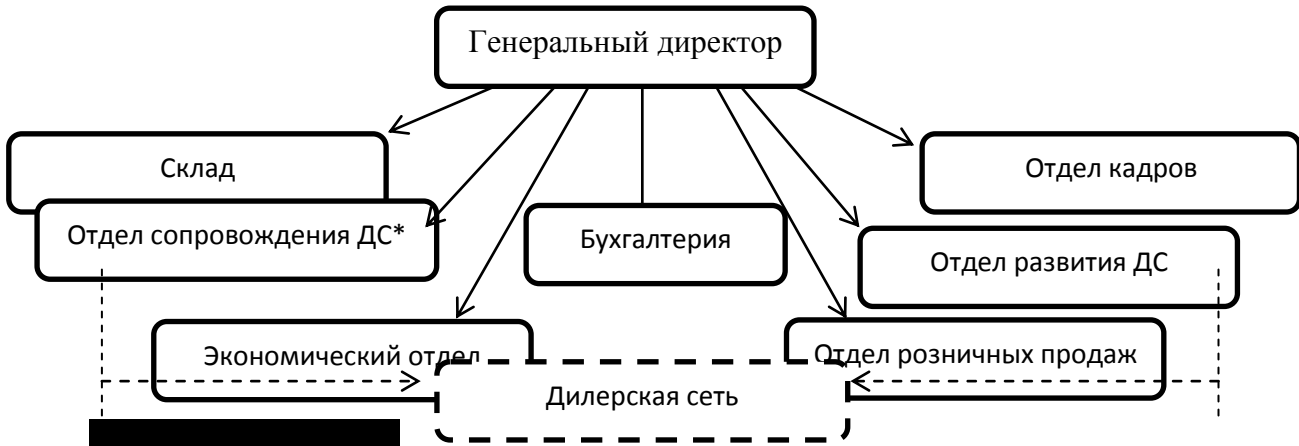 Генеральный директор
Склад
Отдел кадров
Отдел сопровождения ДС*
Бухгалтерия
Отдел развития ДС
Экономический отдел
Отдел розничных продаж
Дилерская сеть